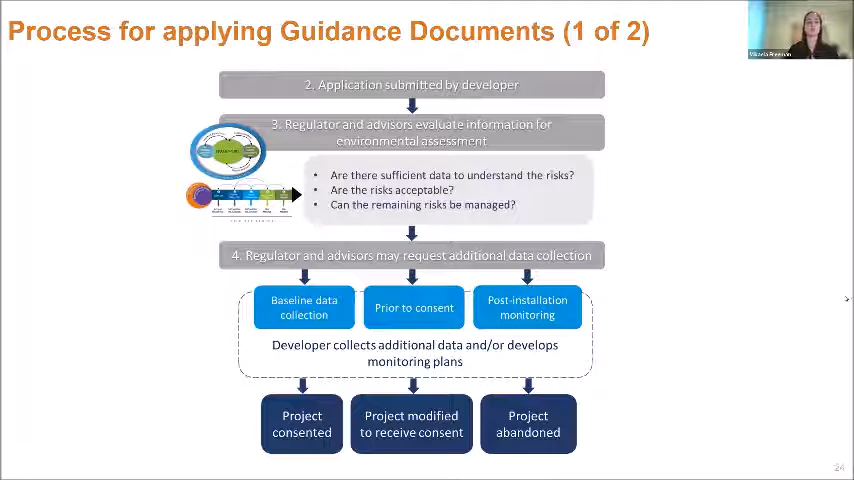 Process for applying Guidance Documents (1 of 2)
Mikaela Freeman
2. Application submitted by developer
3. Regulator and advisors evaluate information for
environmental assessment
• Are there sufficient data to understand the risks?
• Are the risks acceptable?
• Can the remaining risks be managed?
4. Regulator and advisors may request additional data collection
Baseline data
collection
Prior to consent
Post-installation
monitoring
Developer collects additional data and/or develops
monitoring plans
Project
consented
Project modified
to receive consent
Project
abandoned
24